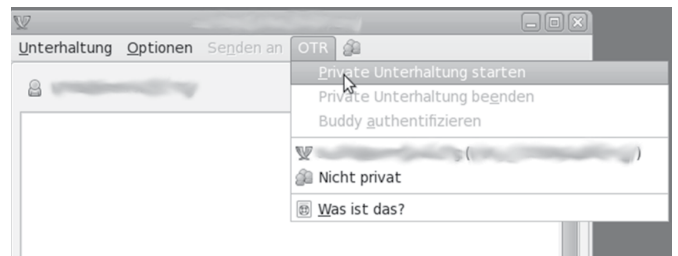 Unterhaltung Optionen Senden an OTR
Private Unterhaltung starten
Private Unterhaltung beenden
Buddy authentifizieren
( )
Nicht privat
Was ist das?